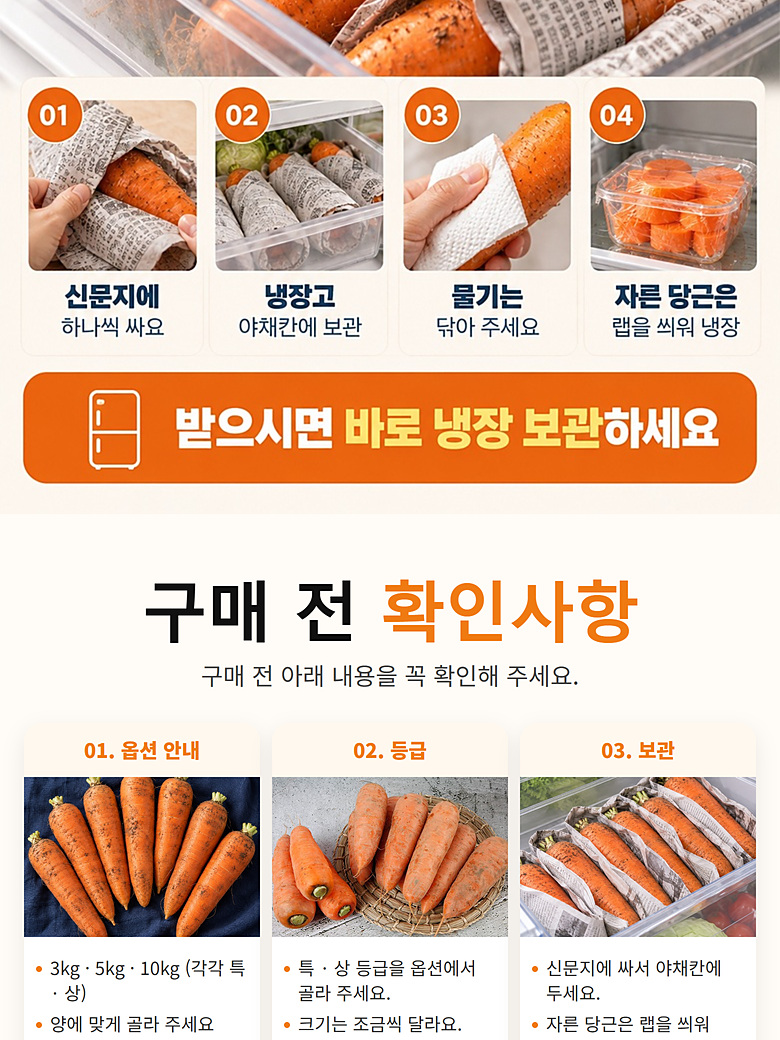 01
02
03
04
신문지에
하나씩 싸요
냉장고
야채칸에 보관
물기는
닦아 주세요
자른 당근은
랩을 씌워 냉장
받으시면 바로 냉장 보관하세요
구매 전 확인사항
구매 전 아래 내용을 꼭 확인해 주세요.
01. 옵션 안내
3kg · 5kg · 10kg (각각 특
· 상)
양에 맞게 골라 주세요
02. 등급
특 · 상 등급을 옵션에서
골라 주세요.
크기는 조금씩 달라요.
03. 보관
신문지에 싸서 야채칸에
두세요.
자른 당근은 랩을 씌워